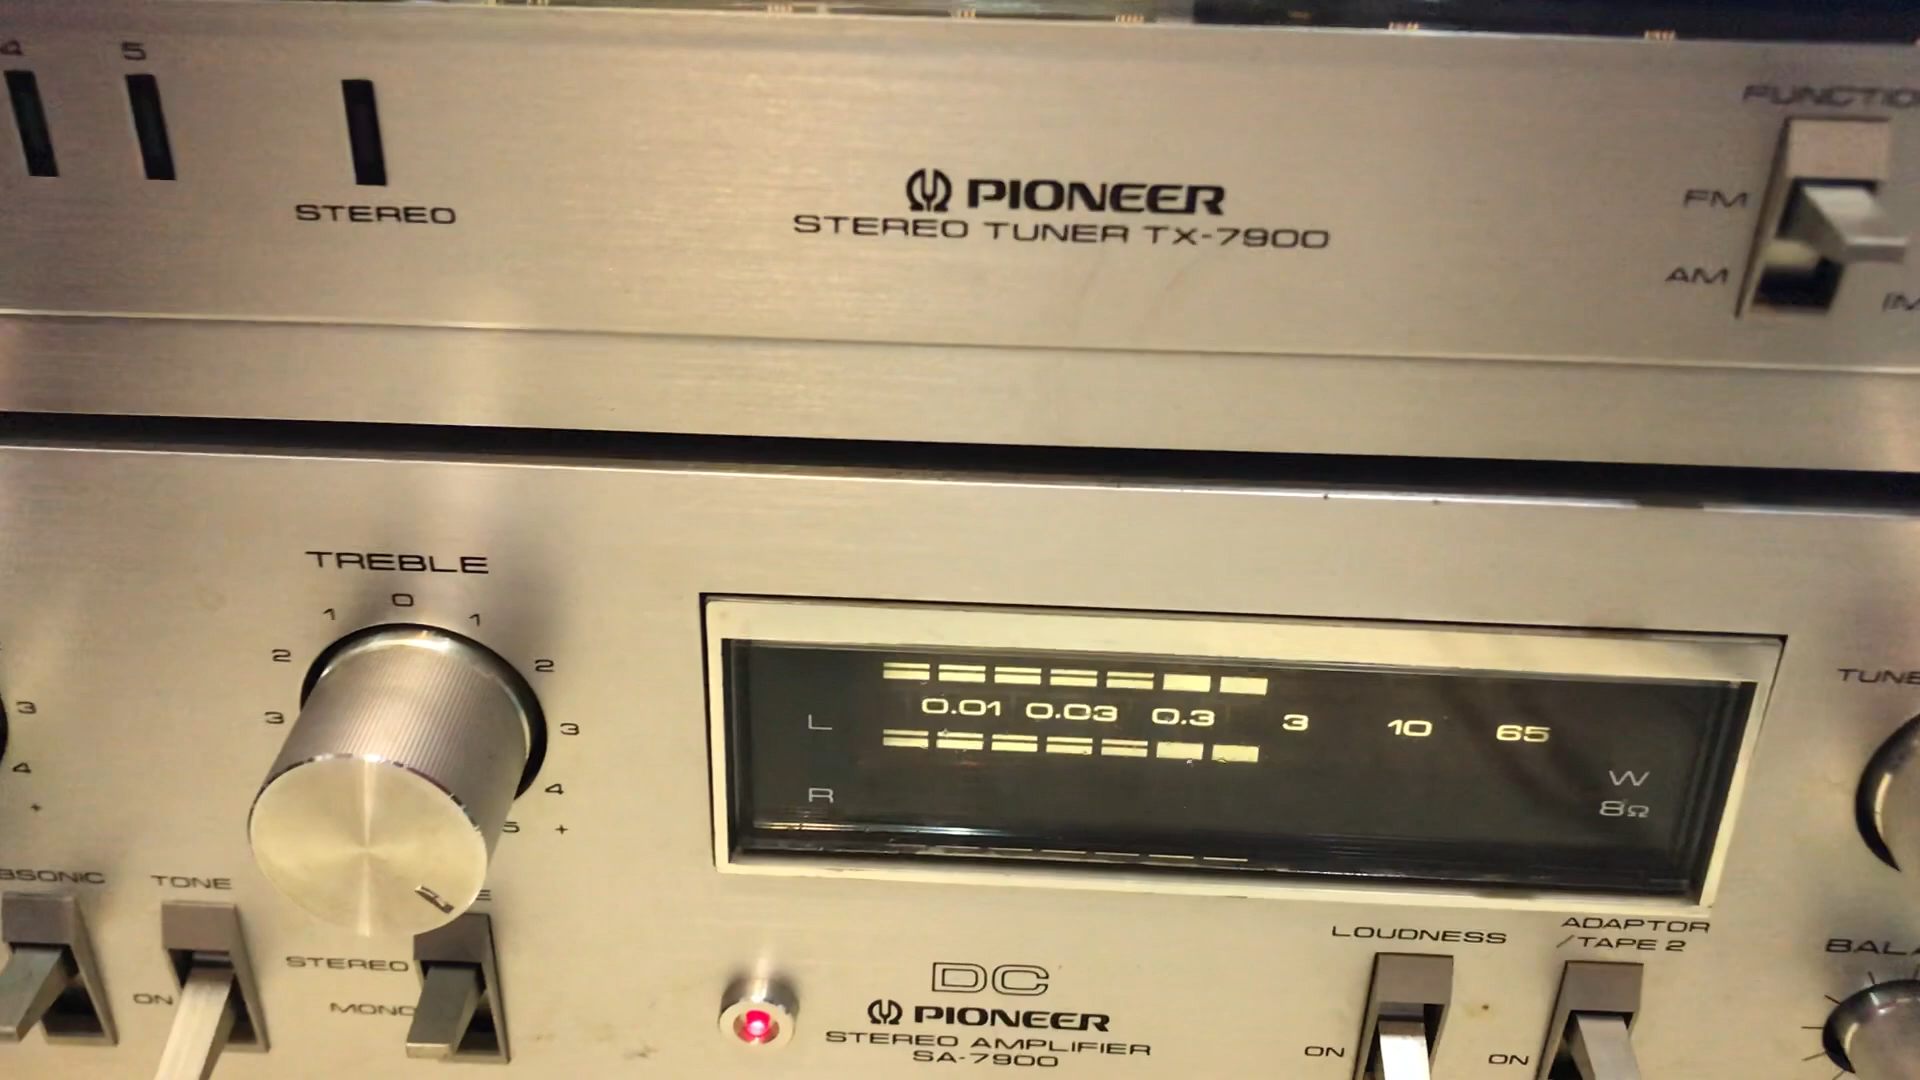 4 5
STEREO
PIONEER
STEREO TUNER TX-7900
FM
AM
TREBLE
0
1 1
2 2
3 3
4
5 +
3
4
+
TONE
STEREO
MONO
ON
0.01 0.03 0.3 3 10 65
L
R
W
8Ω
DC
PIONEER
STEREO AMPLIFIER
SA-7900
LOUDNESS
ON
ADAPTOR
/TAPE 2
ON